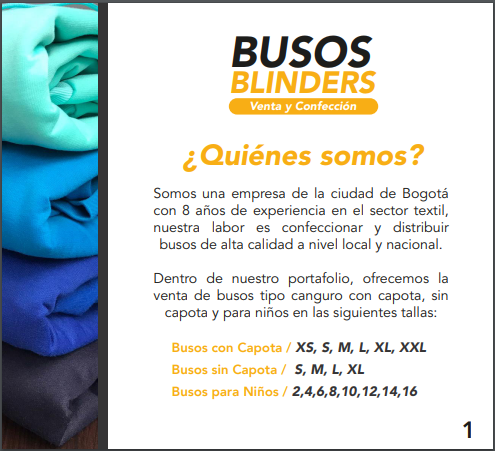 BUSOS
BLINDERS
Venta y Confección
¿Quiénes somos?
Somos una empresa de la ciudad de Bogotá
con 8 años de experiencia en el sector textil,
nuestra labor es confeccionar y distribuir
busos de alta calidad a nivel local y nacional.
Dentro de nuestro portafolio, ofrecemos la
venta de busos tipo canguro con capota, sin
capota y para niños en las siguientes tallas:
Busos con Capota / XS, S, M, L, XL, XXL
Busos sin Capota / S, M, L, XL
Busos para Niños / 2,4,6,8,10,12,14,16
1